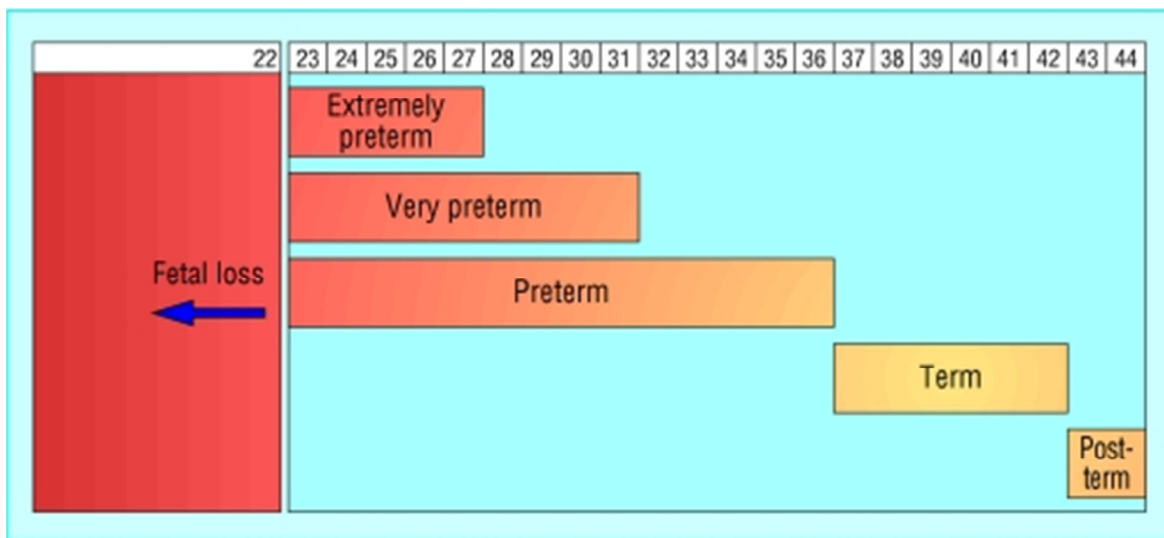 22 23 24 25 26 27 28 29 30 31 32 33 34 35 36 37 38 39 40 41 42 43 44
Extremely
preterm
Very preterm
Fetal loss
Preterm
Term
Post-
term